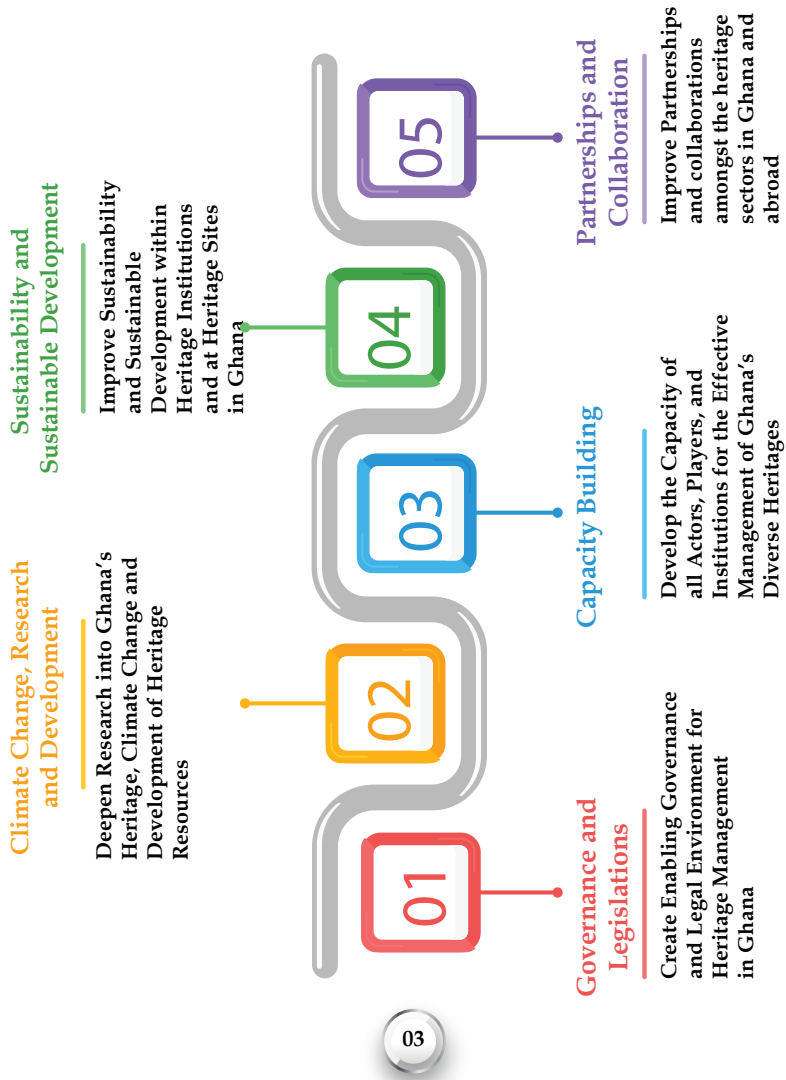 01
Governance and
Legislations
Create Enabling Governance
and Legal Environment for
Heritage Management
in Ghana
02
Climate Change, Research
and Development
Deepen Research into Ghana’s
Heritage, Climate Change and
Development of Heritage
Resources
03
Capacity Building
Develop the Capacity of
all Actors, Players, and
Institutions for the Effective
Management of Ghana’s
Diverse Heritages
04
Sustainability and
Sustainable Development
Improve Sustainability
and Sustainable
Development within
Heritage Institutions
and at Heritage Sites
in Ghana
05
Partnerships and
Collaboration
Improve Partnerships
and collaborations
amongst the heritage
sectors in Ghana and
abroad
03